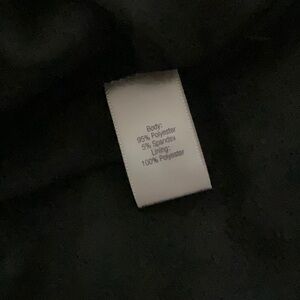 Body:
95% Polyester
5% Spandex
Lining:
100% Polyester